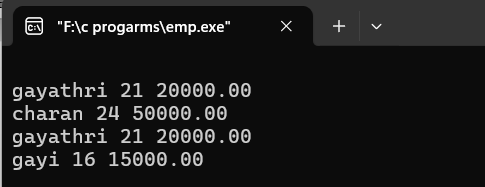 "F:\c progarms\emp.exe"
gayathri 21 20000.00
charan 24 50000.00
gayathri 21 20000.00
gayi 16 15000.00